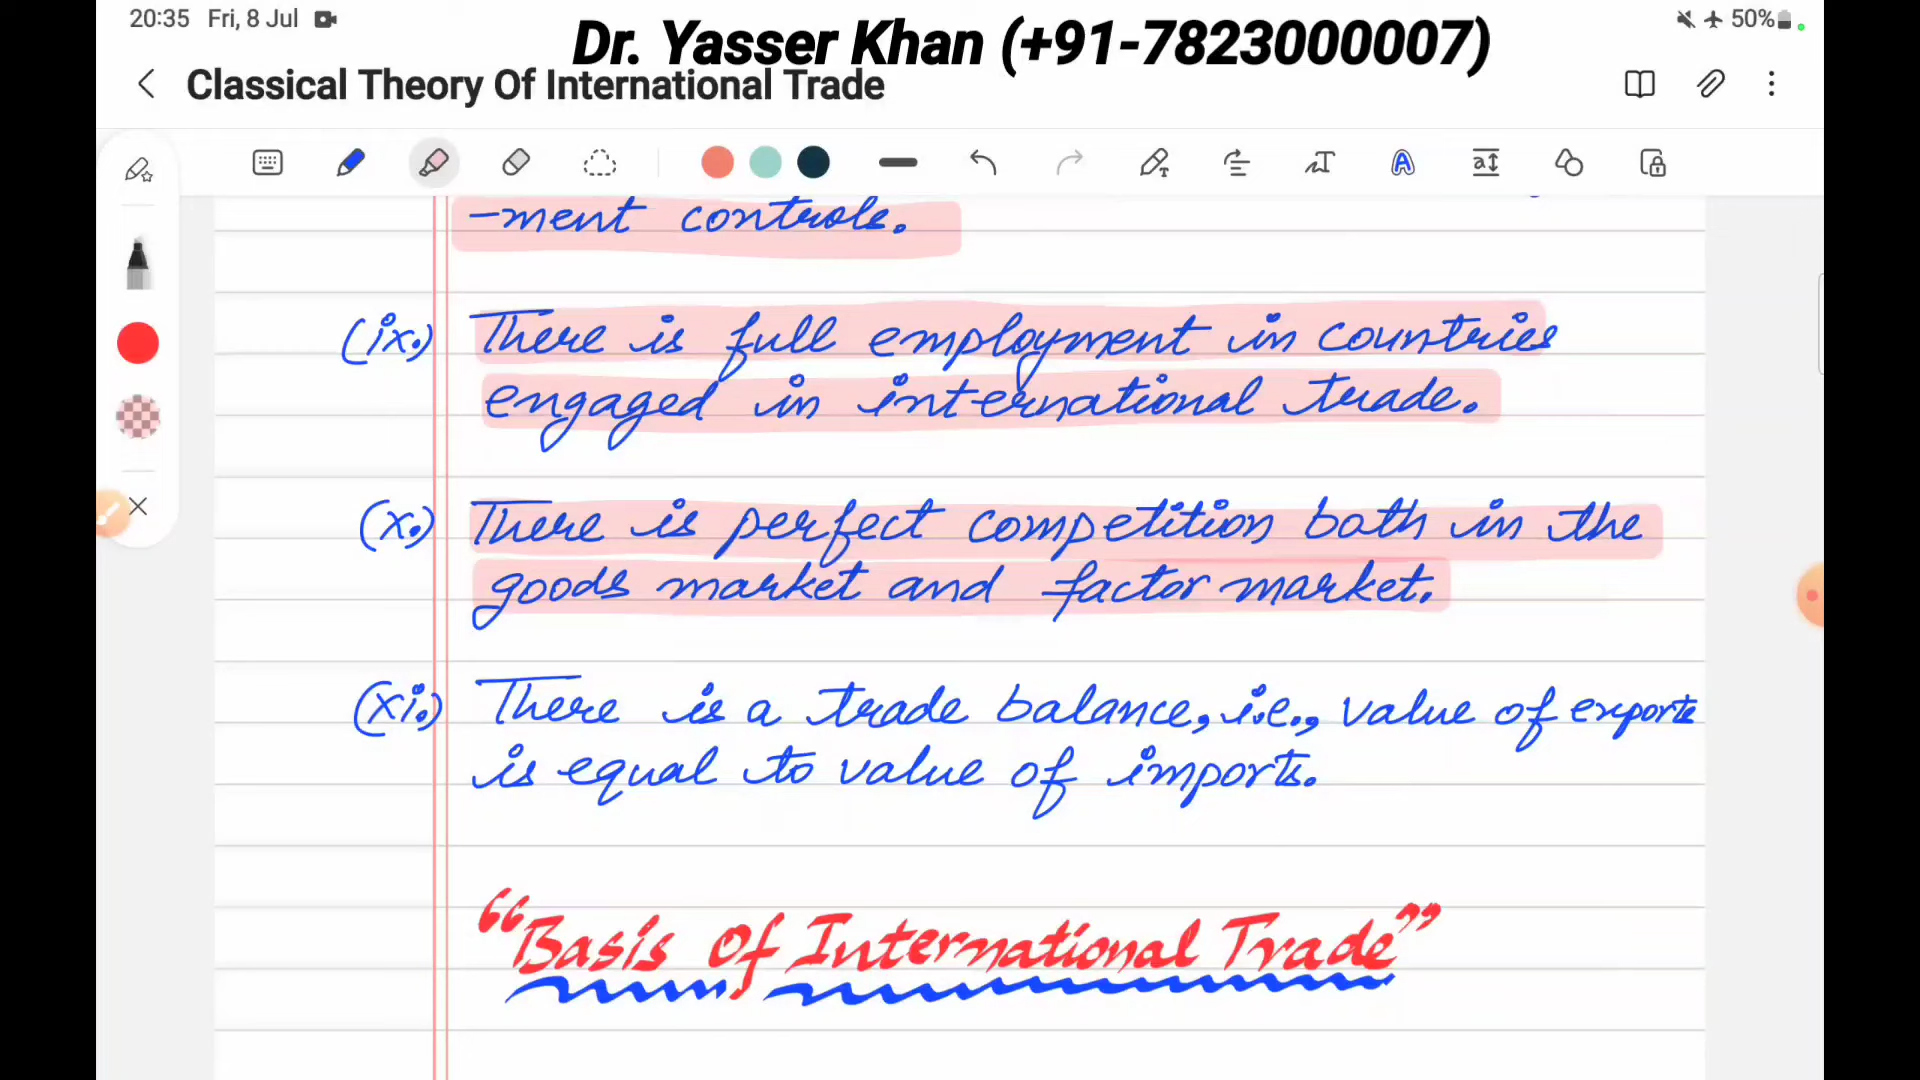 20:35 Fri, 8 Jul
50%
Dr. Yasser Khan (+91-7823000007)
Classical Theory Of International Trade
-ment controls.
(ix.) There is full employment in countries
engaged in international trade.
(x.) There is perfect competition both in the
goods market and factor market.
(xi.) There is a trade balance, i.e., value of exports
is equal to value of imports.
“Basis Of International Trade”